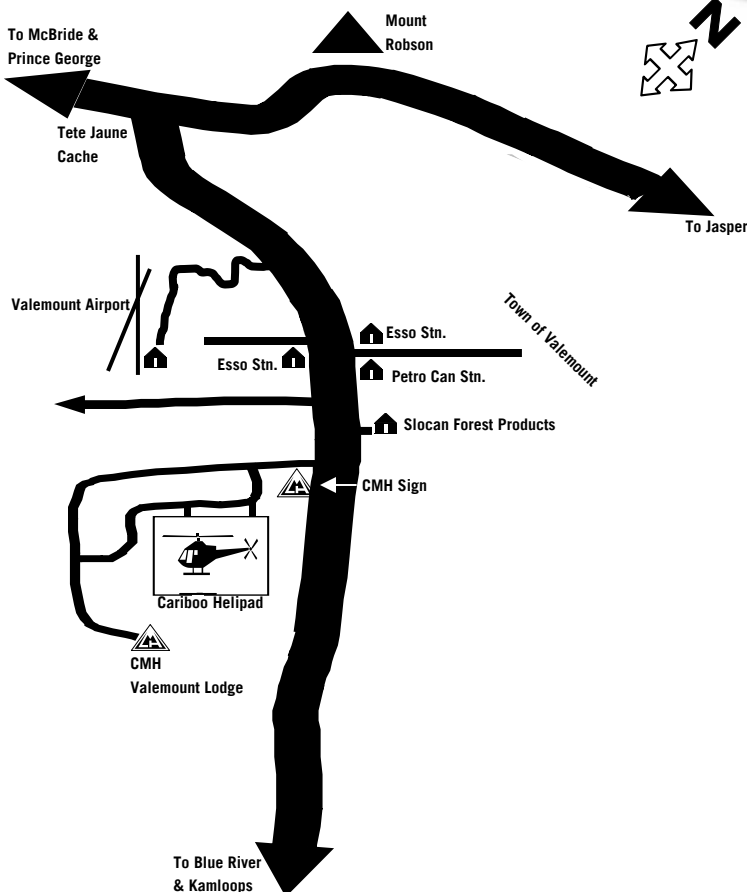 N
Mount
Robson
To McBride &
Prince George
Tete Jaune
Cache
To Jasper
Valemount Airport
Town of Valemount
Esso Stn.
Esso Stn.
Petro Can Stn.
Slocan Forest Products
CMH Sign
Cariboo Helipad
CMH
Valemount Lodge
To Blue River
& Kamloops